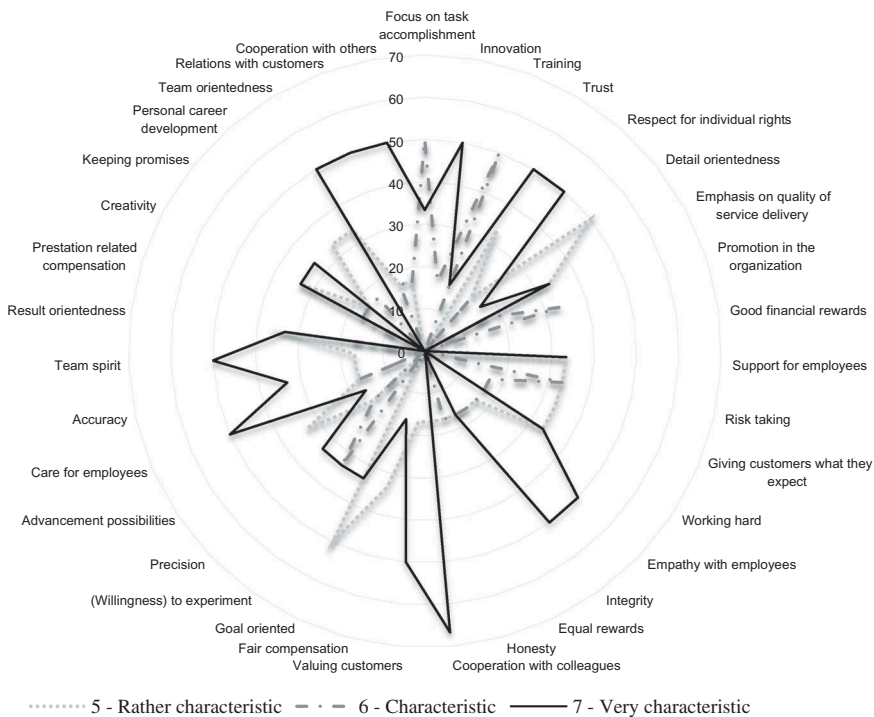 Focus on task
accomplishment
Innovation
Training
Trust
Respect for individual rights
Detail orientedness
Emphasis on quality of
service delivery
Promotion in the
organization
Good financial rewards
Support for employees
Risk taking
Giving customers what they
expect
Working hard
Empathy with employees
Integrity
Equal rewards
Honesty
Cooperation with colleagues
Valuing customers
Fair compensation
Goal oriented
(Willingness) to experiment
Precision
Advancement possibilities
Care for employees
Accuracy
Team spirit
Result orientedness
Prestation related
compensation
Creativity
Keeping promises
Personal career
development
Team orientedness
Relations with customers
Cooperation with others
70
60
50
40
30
20
10
0
5 - Rather characteristic
6 - Characteristic
7 - Very characteristic